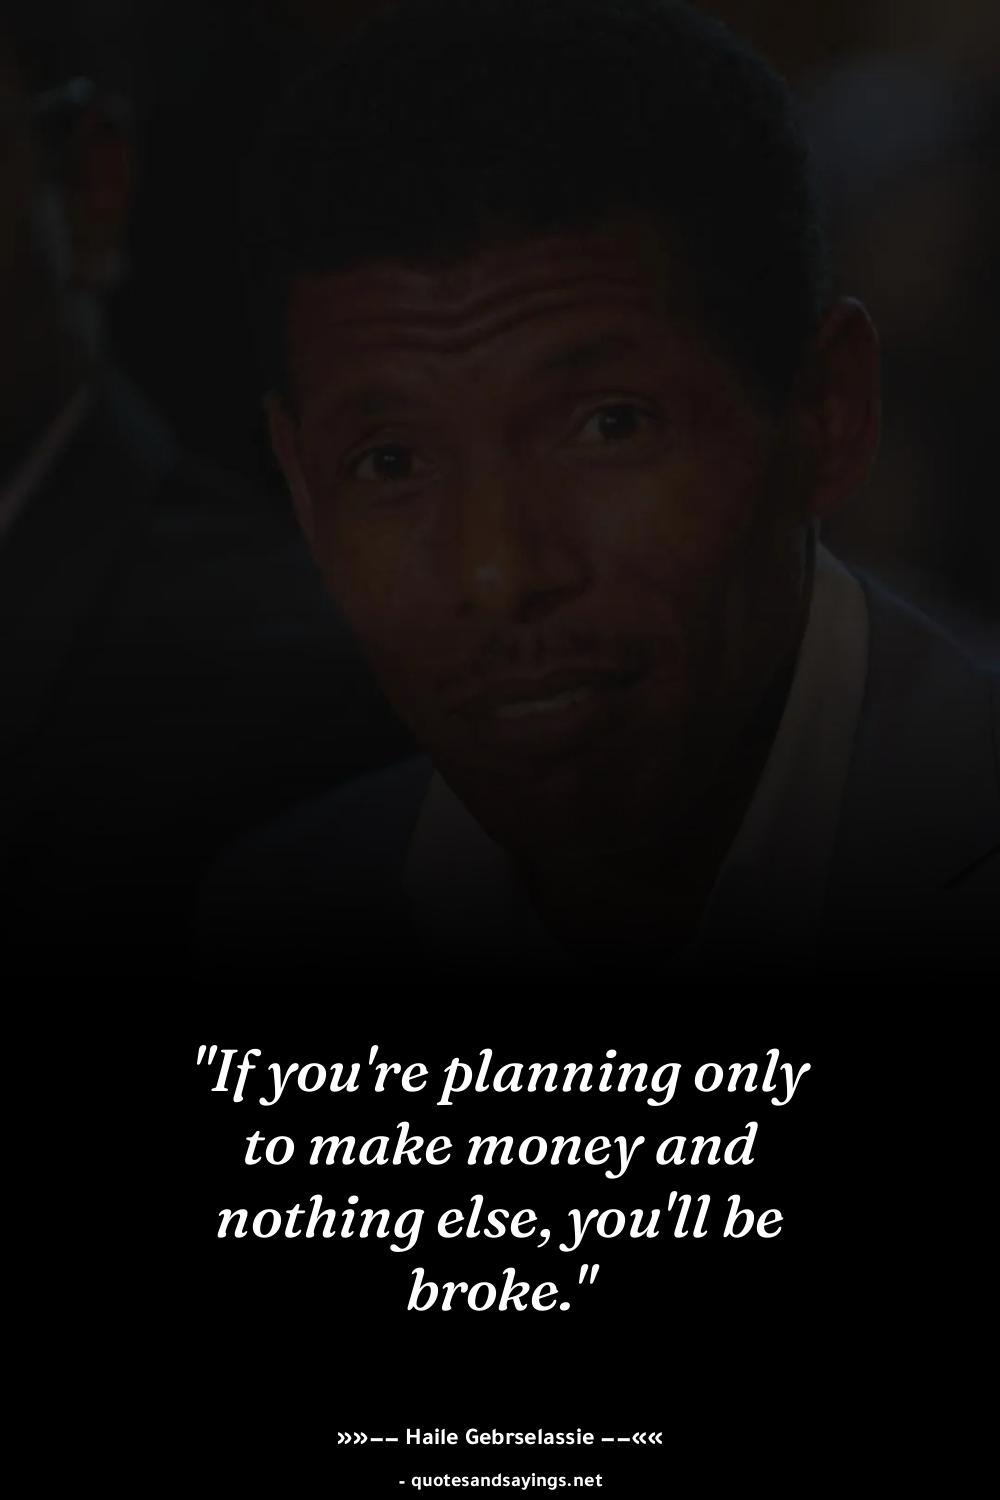 "If you're planning only
to make money and
nothing else, you'll be
broke."
»»–– Haile Gebrselassie ––««
- quotesandsayings.net